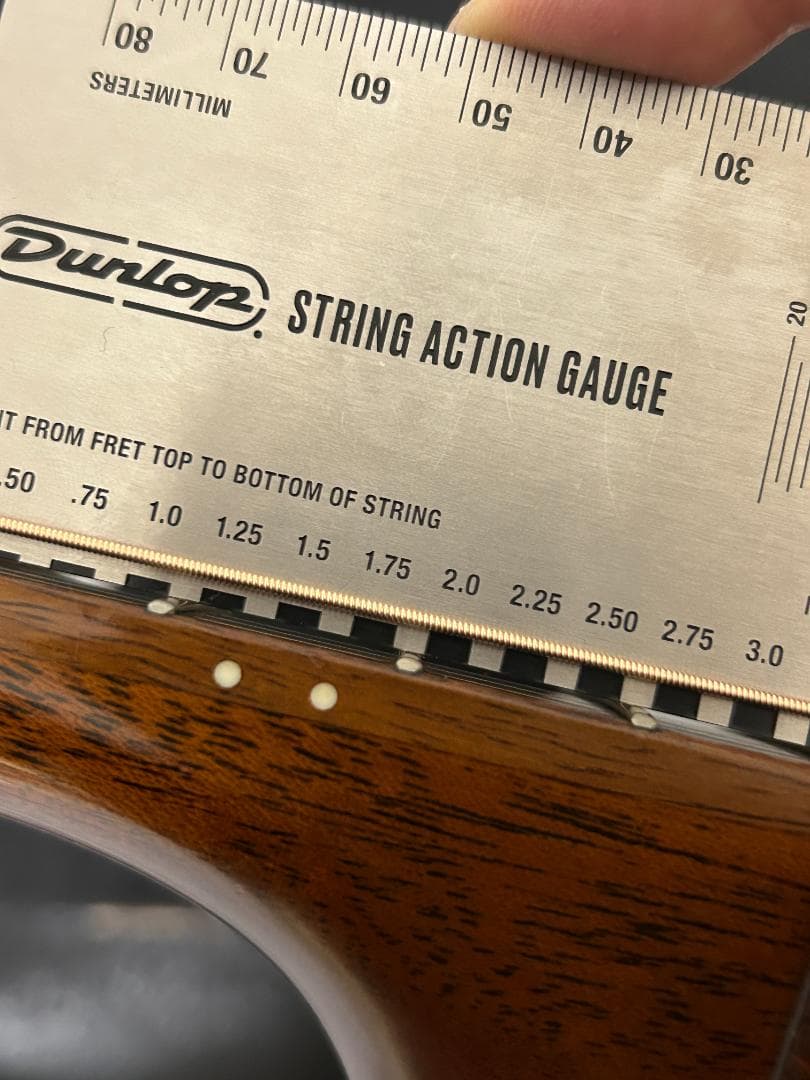 80 70 60 50 40 30
MILLIMETERS
20
Dunlop.
STRING ACTION GAUGE
FROM FRET TOP TO BOTTOM OF STRING
.50 .75 1.0 1.25 1.5 1.75 2.0 2.25 2.50 2.75 3.0